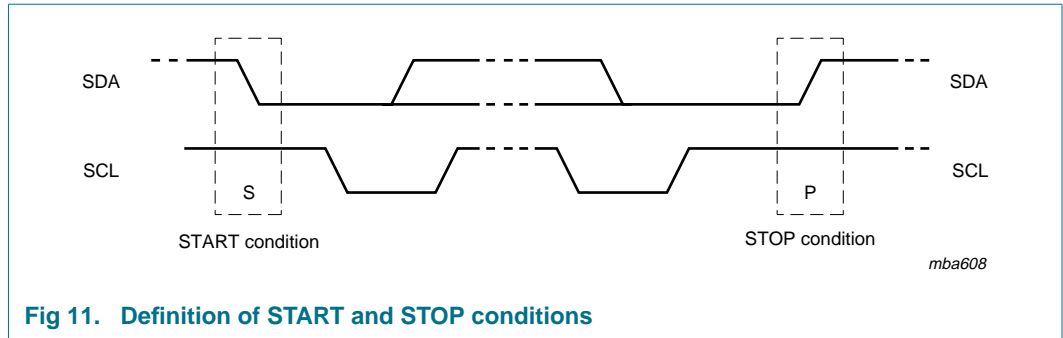 SDA
SDA
SCL
SCL
S
P
START condition
STOP condition
mba608
Fig 11. Definition of START and STOP conditions